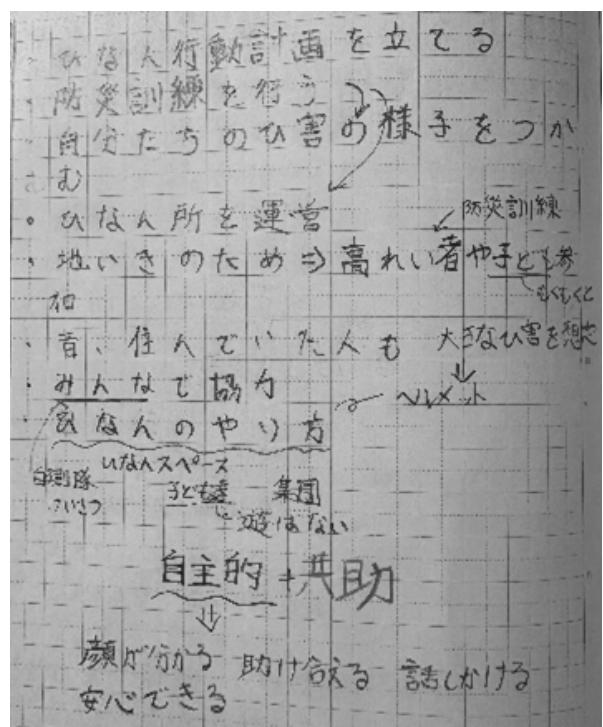 ・ひなん行動計画を立てる
・防災訓練を行う
・自分たちのひ害の様子をつか
む
・ひなん所を運営
防災訓練
・地いきのため⇒高れい者や子ども参
加
もくもくと
・昔、住んでいた人も
大きなひ害を想定
・みんなで協力
ヘルメット
・ひなんのやり方
ひなんスペース
自衛隊
子ども達
集団
遊ばない
自主的+共助
顔が分かる 助け合える 話しかける
安心できる